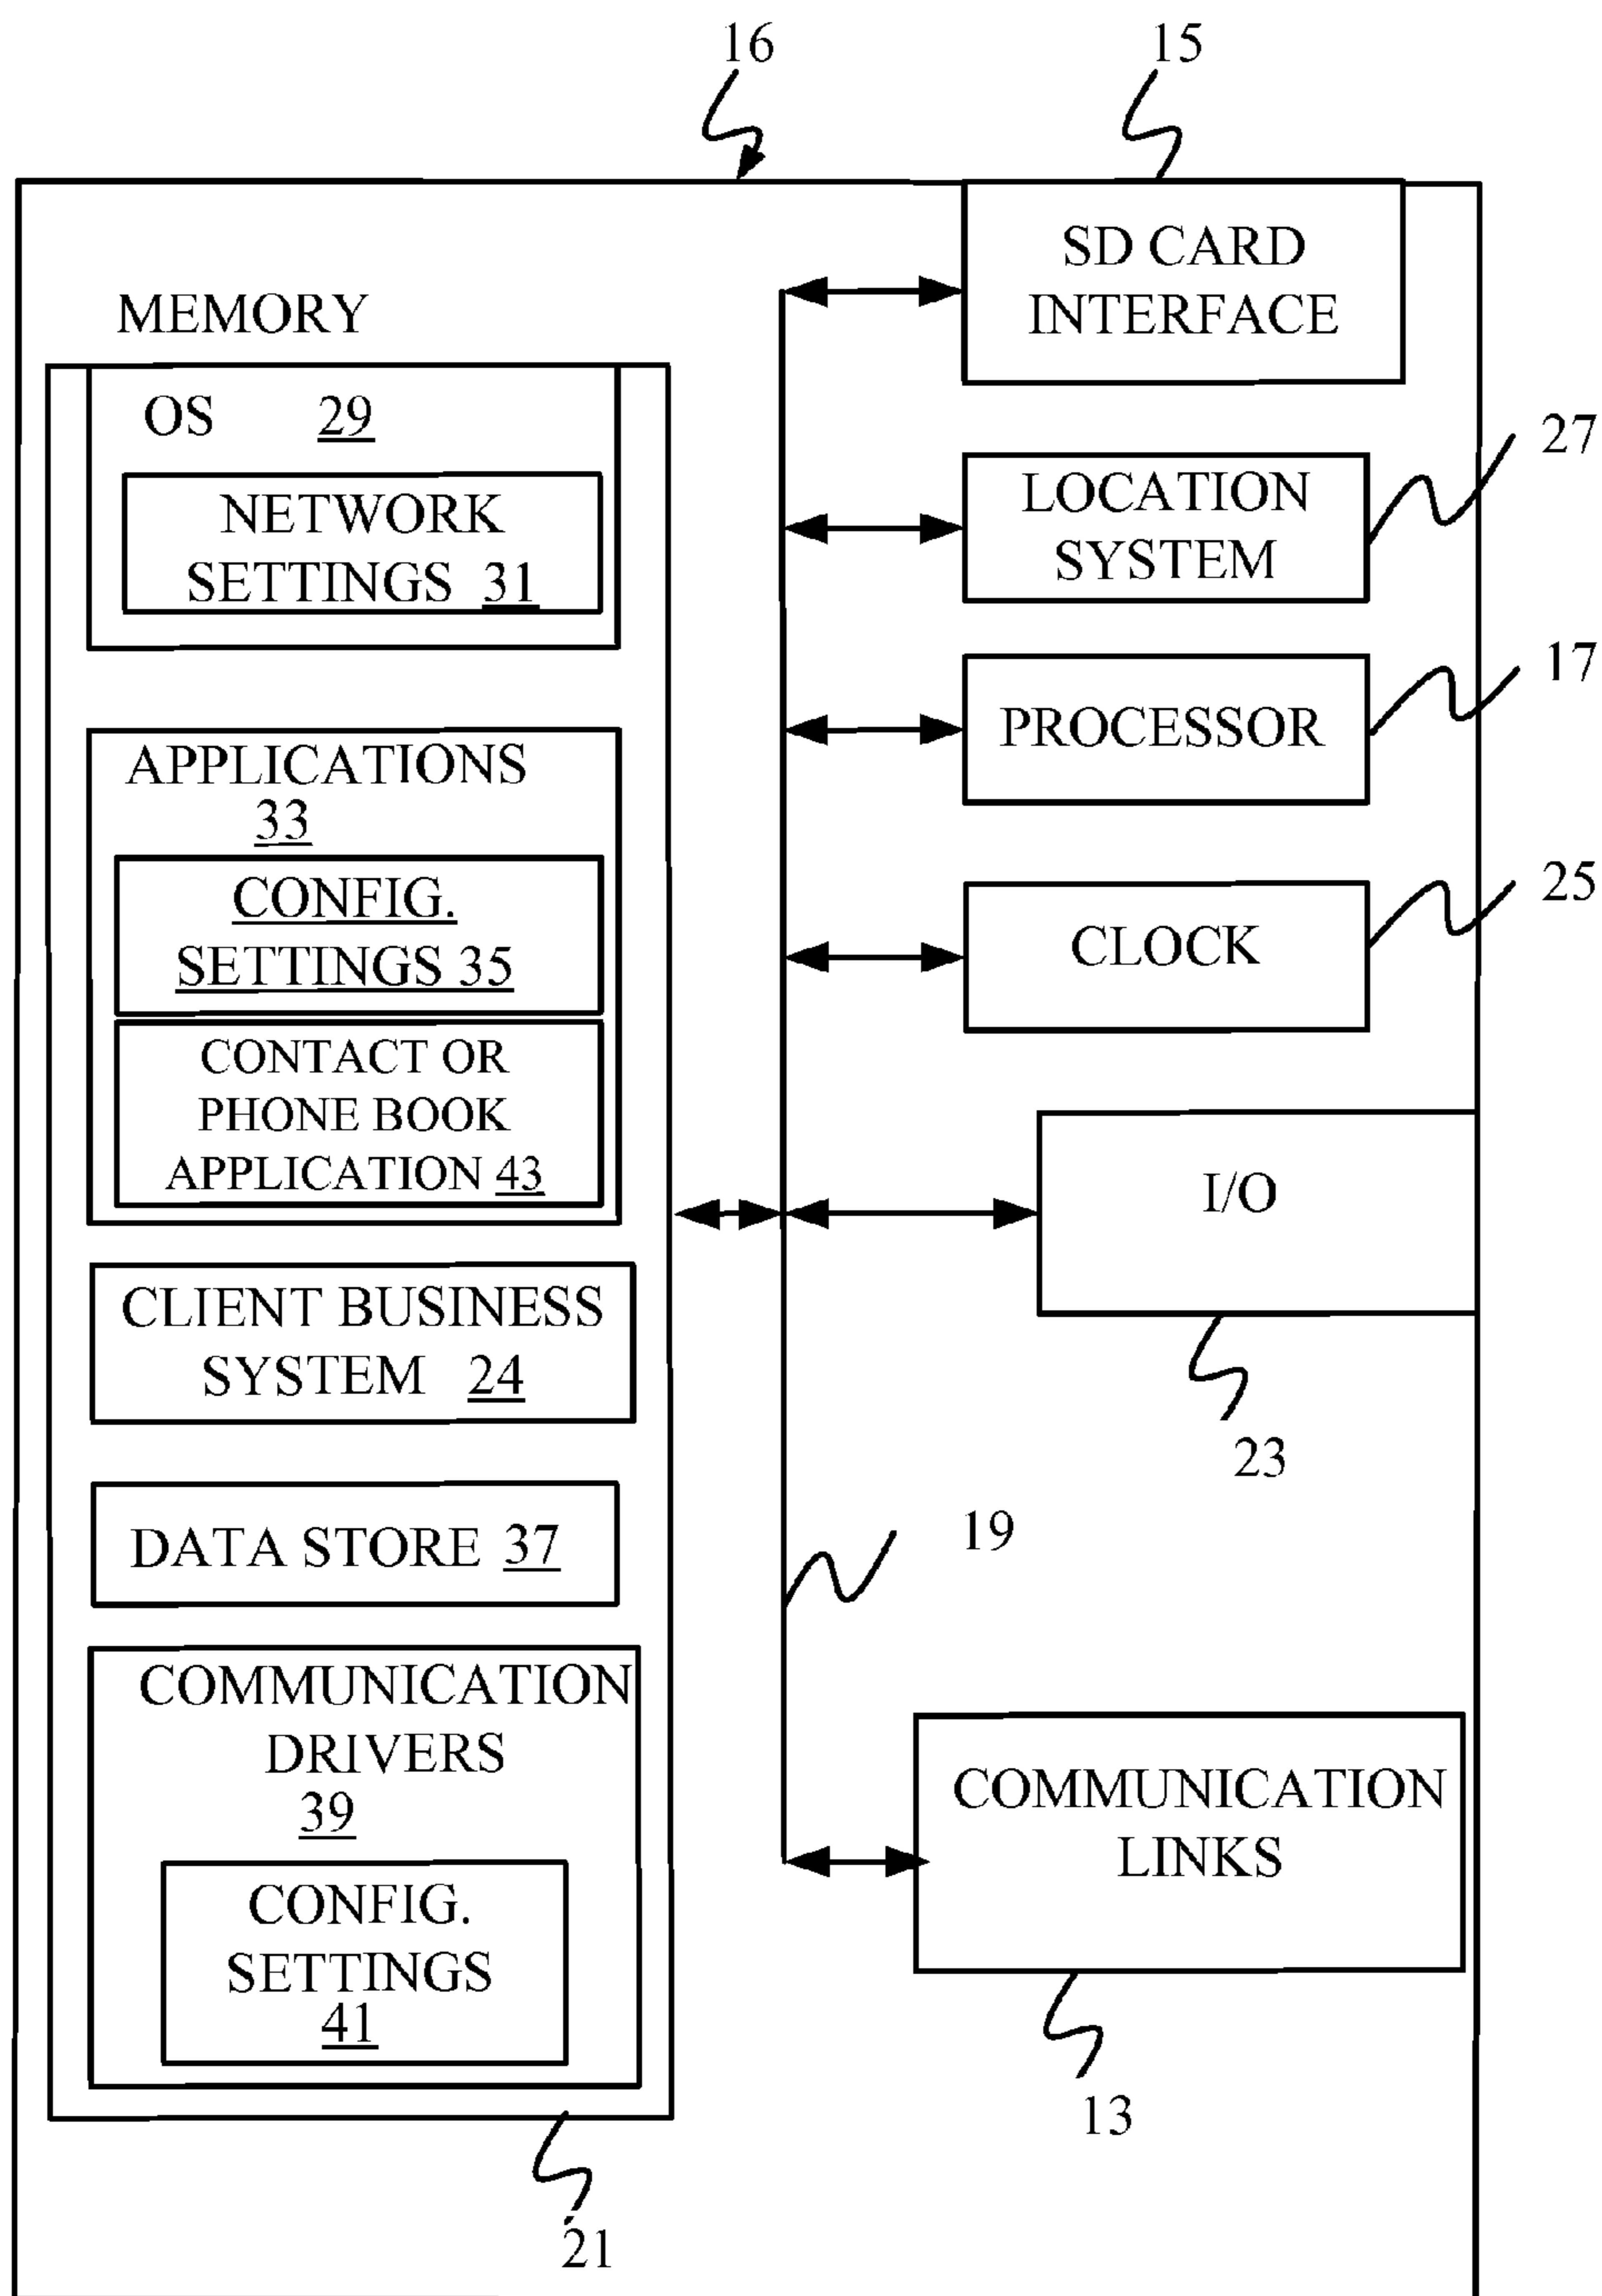 16
15
SD CARD
INTERFACE
MEMORY
OS 29
NETWORK
SETTINGS 31
27
LOCATION
SYSTEM
17
PROCESSOR
APPLICATIONS
33
CONFIG.
SETTINGS 35
25
CLOCK
CONTACT OR
PHONE BOOK
APPLICATION 43
I/O
23
CLIENT BUSINESS
SYSTEM 24
DATA STORE 37
19
COMMUNICATION
DRIVERS
39
CONFIG.
SETTINGS
41
COMMUNICATION
LINKS
13
21